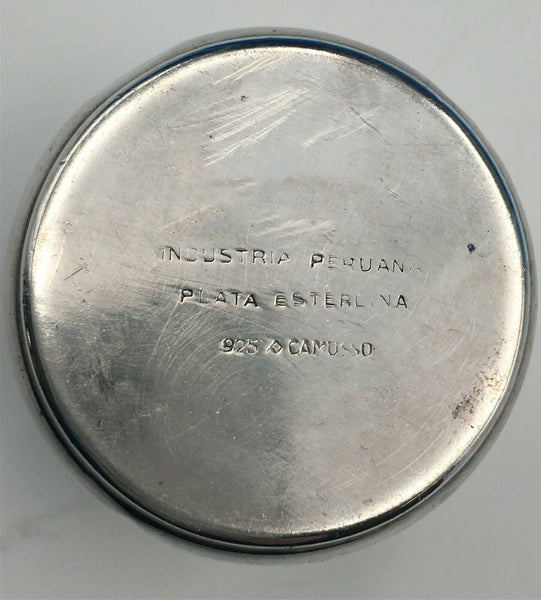 INDUSTRIA PERUANA
PLATA ESTERLINA
925 CAMUSSO